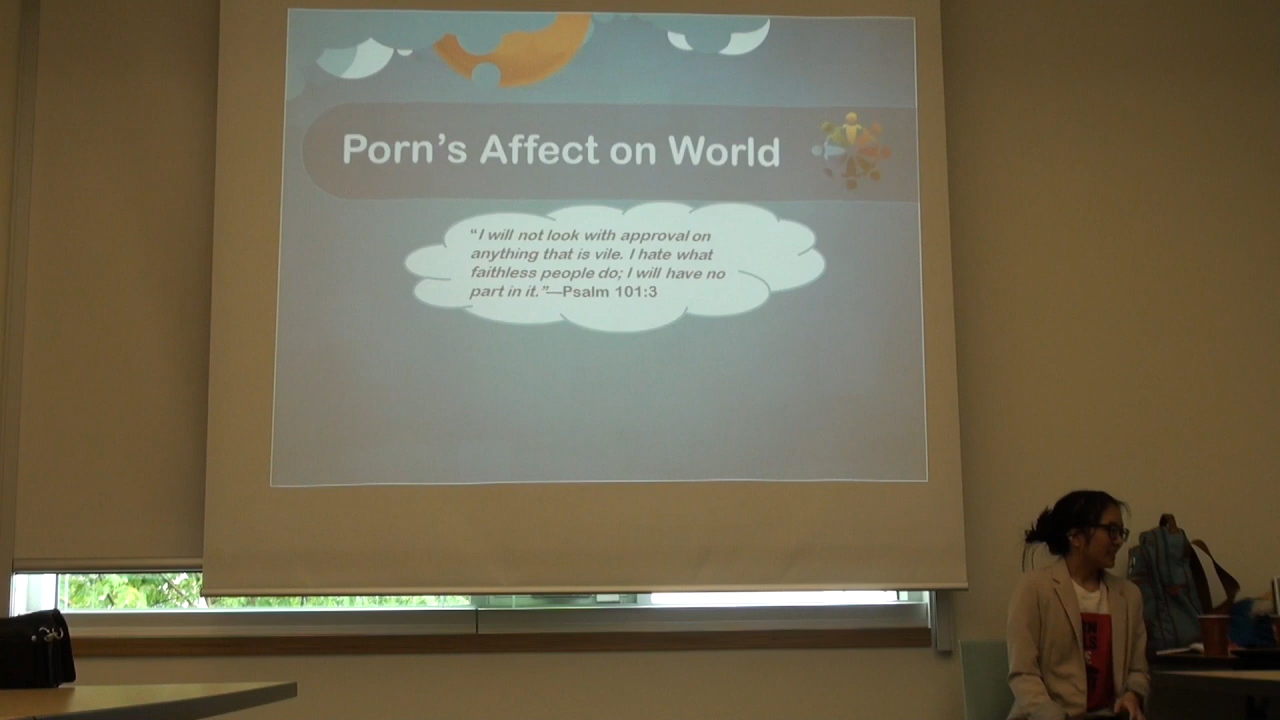 Porn's Affect on World
“I will not look with approval on
anything that is vile. I hate what
faithless people do; I will have no
part in it.”—Psalm 101:3